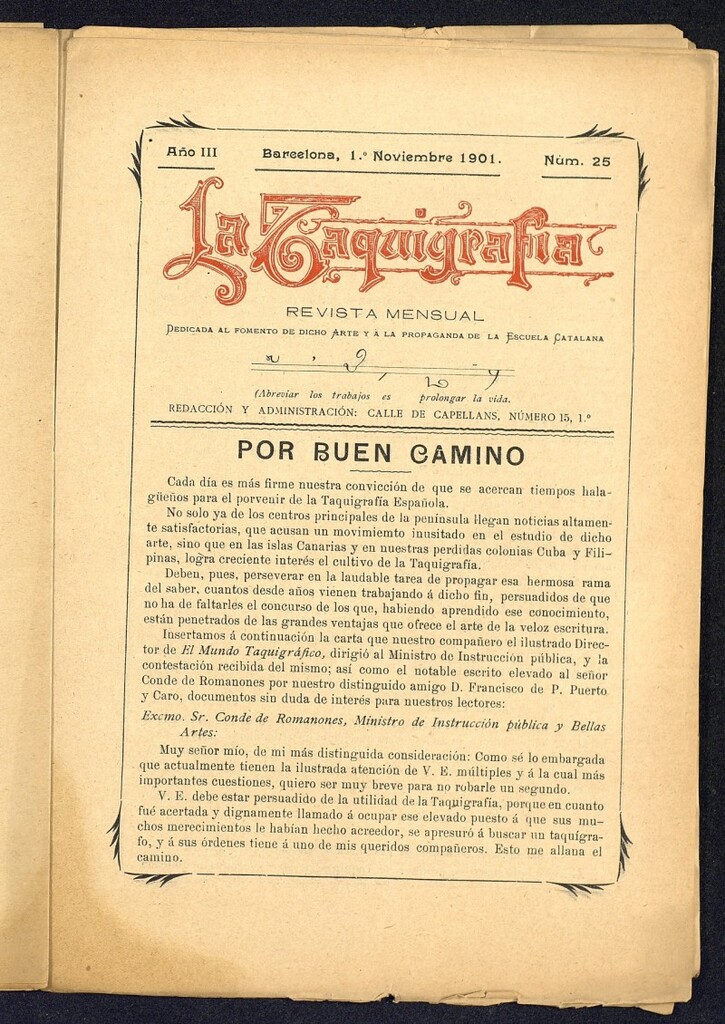 Año III
Barcelona, 1.º Noviembre 1901.
Núm. 25
La Taquigrafía
REVISTA MENSUAL
DEDICADA AL FOMENTO DE DICHO ARTE Y Á LA PROPAGANDA DE LA ESCUELA CATALANA
(Abreviar los trabajos es prolongar la vida.
REDACCIÓN Y ADMINISTRACIÓN: CALLE DE CAPELLANS, NÚMERO 15, 1.º
POR BUEN CAMINO
Cada día es más firme nuestra convicción de que se acercan tiempos hala-
güeños para el porvenir de la Taquigrafía Española.
No solo ya de los centros principales de la península llegan noticias altamen-
te satisfactorias, que acusan un movimiemto inusitado en el estudio de dicho
arte, sino que en las islas Canarias y en nuestras perdidas colonias Cuba y Fili-
pinas, logra creciente interés el cultivo de la Taquigrafía.
Deben, pues, perseverar en la laudable tarea de propagar esa hermosa rama
del saber, cuantos desde años vienen trabajando á dicho fin, persuadidos de que
no ha de faltarles el concurso de los que, habiendo aprendido ese conocimiento,
están penetrados de las grandes ventajas que ofrece el arte de la veloz escritura.
Insertamos á continuación la carta que nuestro compañero el ilustrado Direc-
tor de El Mundo Taquigráfico, dirigió al Ministro de Instrucción pública, y la
contestación recibida del mismo; así como el notable escrito elevado al señor
Conde de Romanones por nuestro distinguido amigo D. Francisco de P. Puerto
y Caro, documentos sin duda de interés para nuestros lectores:
Excmo. Sr. Conde de Romanones, Ministro de Instrucción pública y Bellas
Artes:
Muy señor mío, de mi más distinguida consideración: Como sé lo embargada
que actualmente tienen la ilustrada atención de V. E. múltiples y á la cual más
importantes cuestiones, quiero ser muy breve para no robarle un segundo.
V. E. debe estar persuadido de la utilidad de la Taquigrafía, porque en cuanto
fué acertada y dignamente llamado á ocupar ese elevado puesto á que sus mu-
chos merecimientos le habían hecho acreedor, se apresuró á buscar un taquígra-
fo, y á sus órdenes tiene á uno de mis queridos compañeros. Esto me allana el
camino.